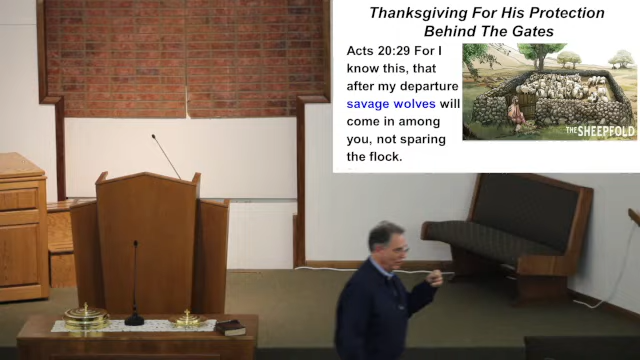 Thanksgiving For His Protection
Behind The Gates
Acts 20:29 For I
know this, that
after my departure
savage wolves will
come in among
you, not sparing
the flock.
THE SHEEPFOLD